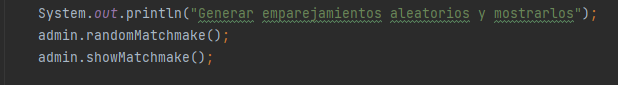 System.out.println("Generar emparejamientos aleatorios y mostrarlos");
admin.randomMatchmake();
admin.showMatchmake();